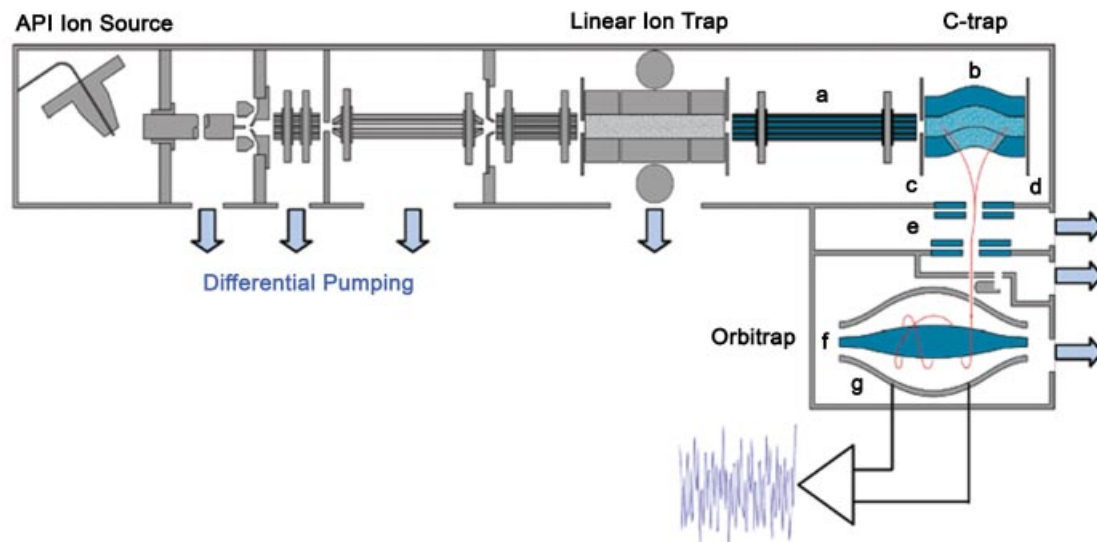 API Ion Source
Linear Ion Trap
C-trap
a
b
c
d
e
Differential Pumping
Orbitrap
f
g